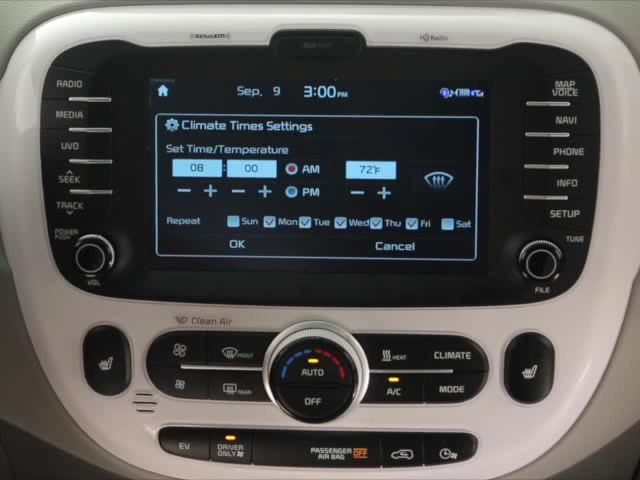 SiriusXM
HD Radio
RADIO
MEDIA
UVO
SEEK
TRACK
POWER
PUSH
VOL
Sep. 9 3:00PM
Climate Times Settings
Set Time/Temperature
08 : 00 AM 72°F
− + − + PM − +
Repeat Sun Mon Tue Wed Thu Fri Sat
OK Cancel
MAP
VOICE
NAVI
PHONE
INFO
SETUP
TUNE
FILE
Clean Air
FRONT
HEAT
CLIMATE
AUTO
REAR
OFF
A/C
MODE
EV
DRIVER
ONLY
PASSENGER
AIR BAG OFF